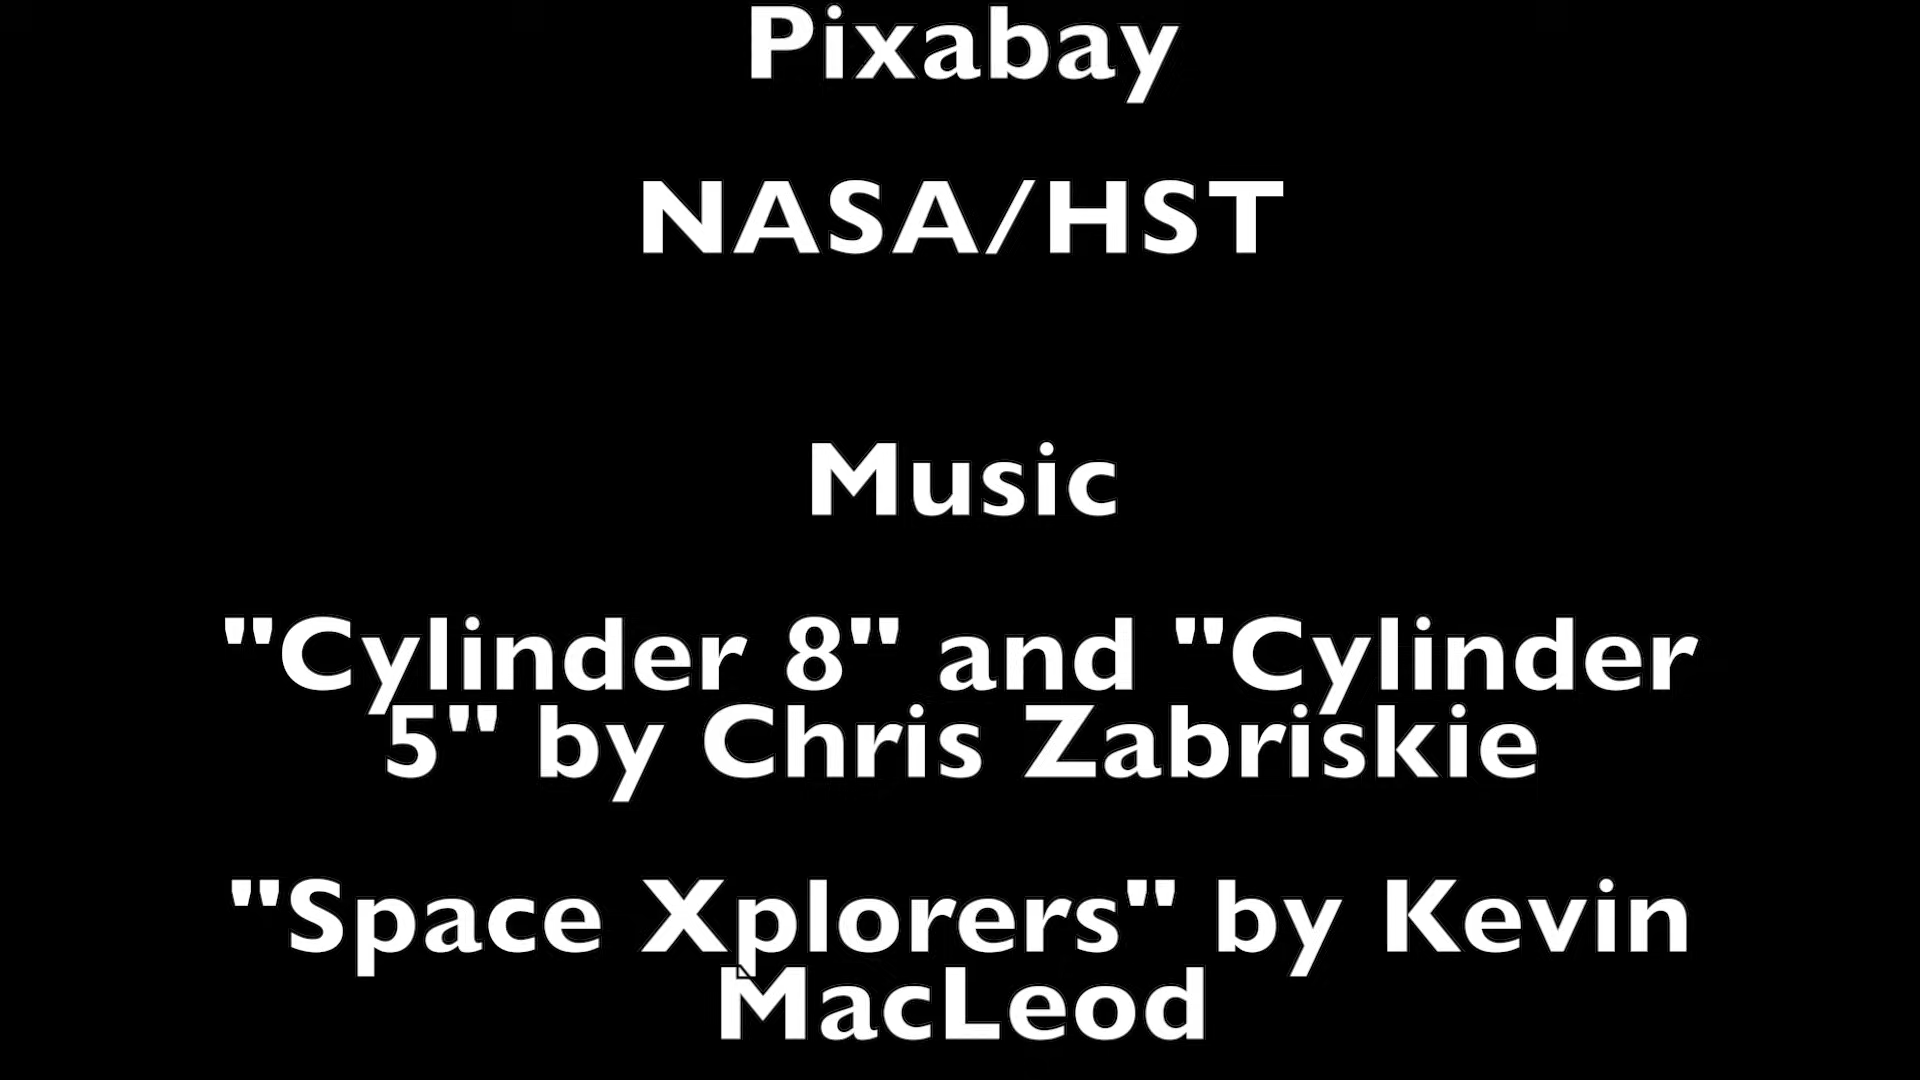 Pixabay
NASA/HST
Music
"Cylinder 8" and "Cylinder
5" by Chris Zabriskie
"Space Xplorers" by Kevin
MacLeod